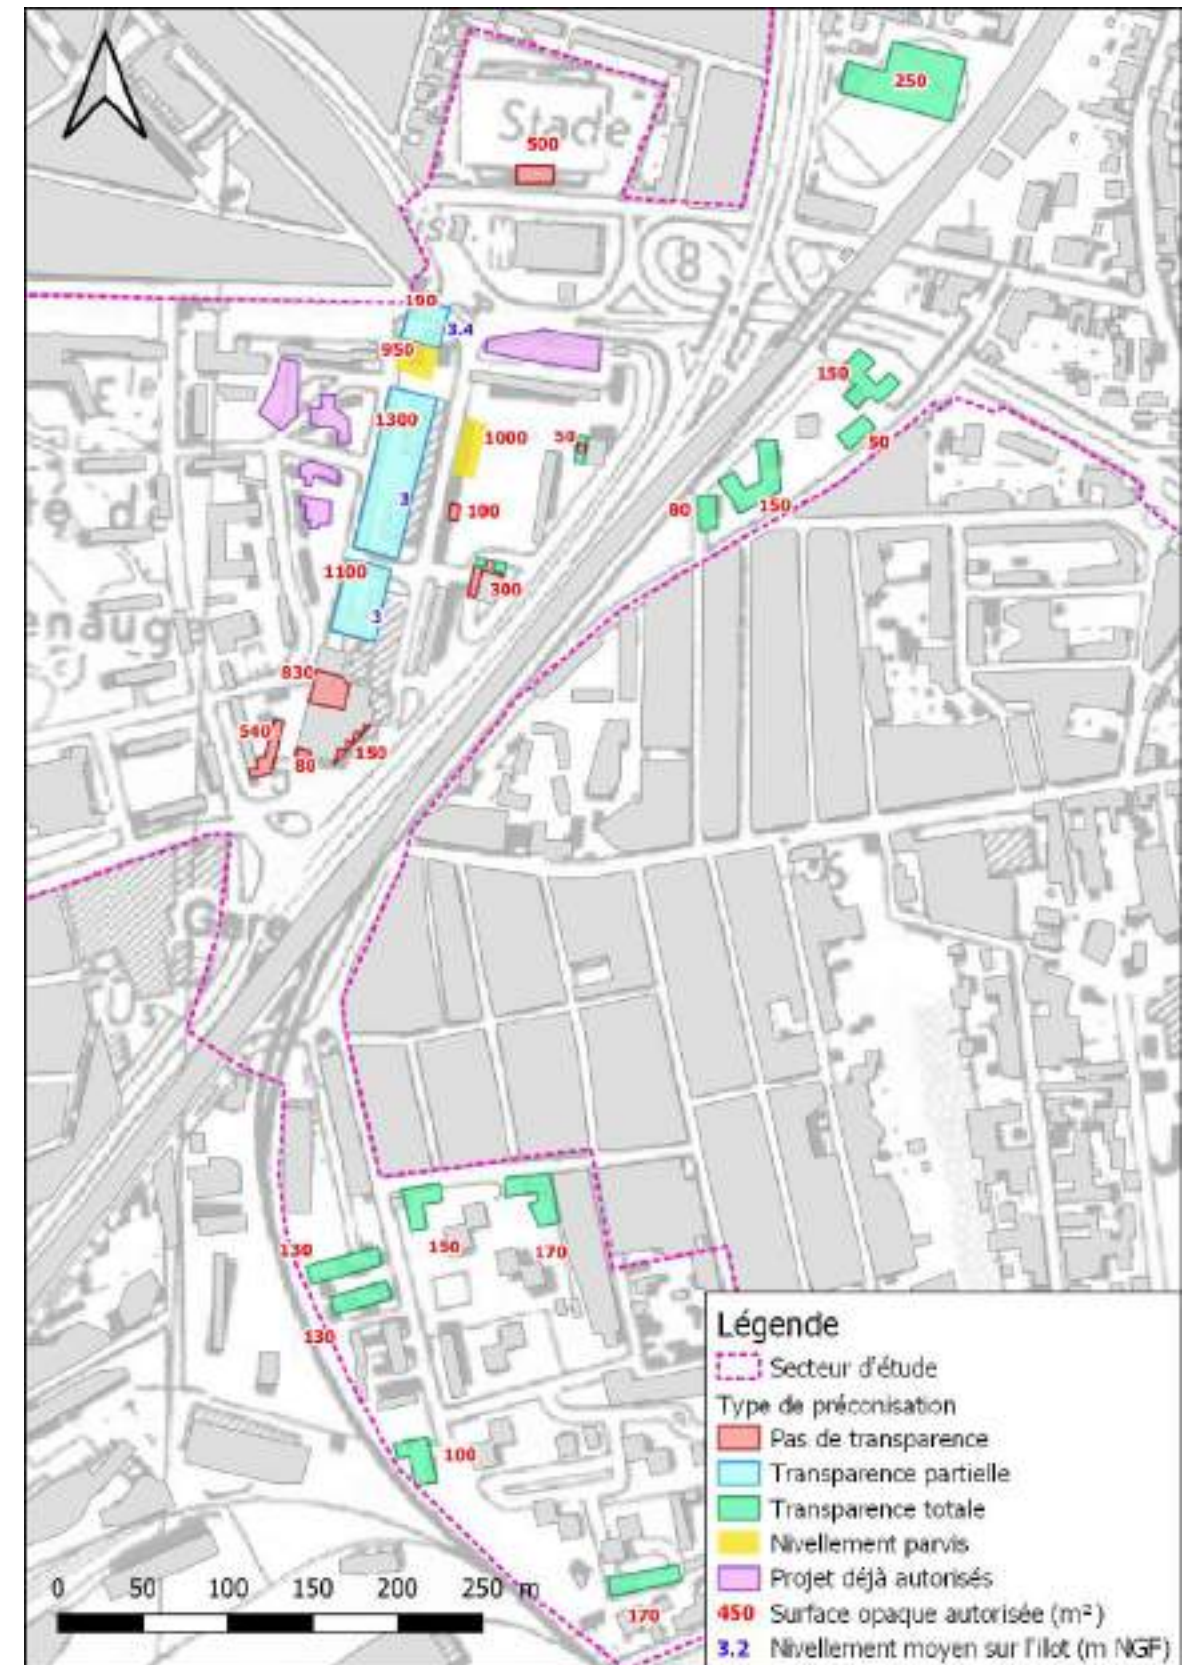 250
Stade
500
8
190
3.4
950
150
1300
1000
50
50
3
80
150
100
1100
300
3
enauge
830
540
80
150
Gare
150
170
130
130
100
170
Légende
Secteur d'étude
Type de préconisation
Pas de transparence
Transparence partielle
Transparence totale
Nivellement parvis
Projet déjà autorisés
450 Surface opaque autorisée (m²)
3.2 Nivellement moyen sur l'ilot (m NGF)
0 50 100 150 200 250 m